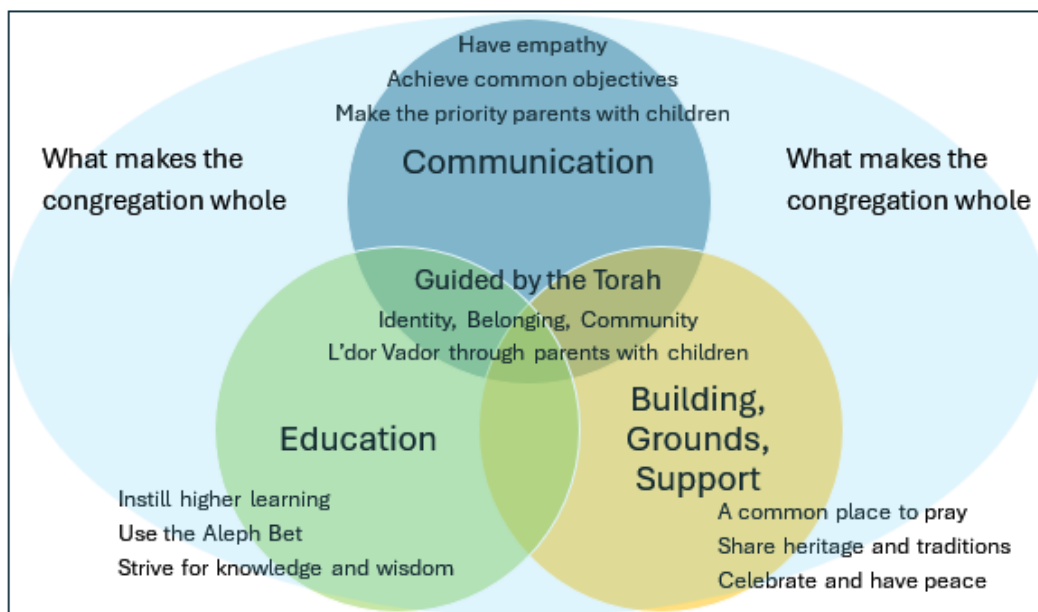 Have empathy
Achieve common objectives
Make the priority parents with children
Communication
What makes the
congregation whole
What makes the
congregation whole
Guided by the Torah
Identity, Belonging, Community
L'dor Vador through parents with children
Education
Building,
Grounds,
Support
Instill higher learning
Use the Aleph Bet
Strive for knowledge and wisdom
A common place to pray
Share heritage and traditions
Celebrate and have peace